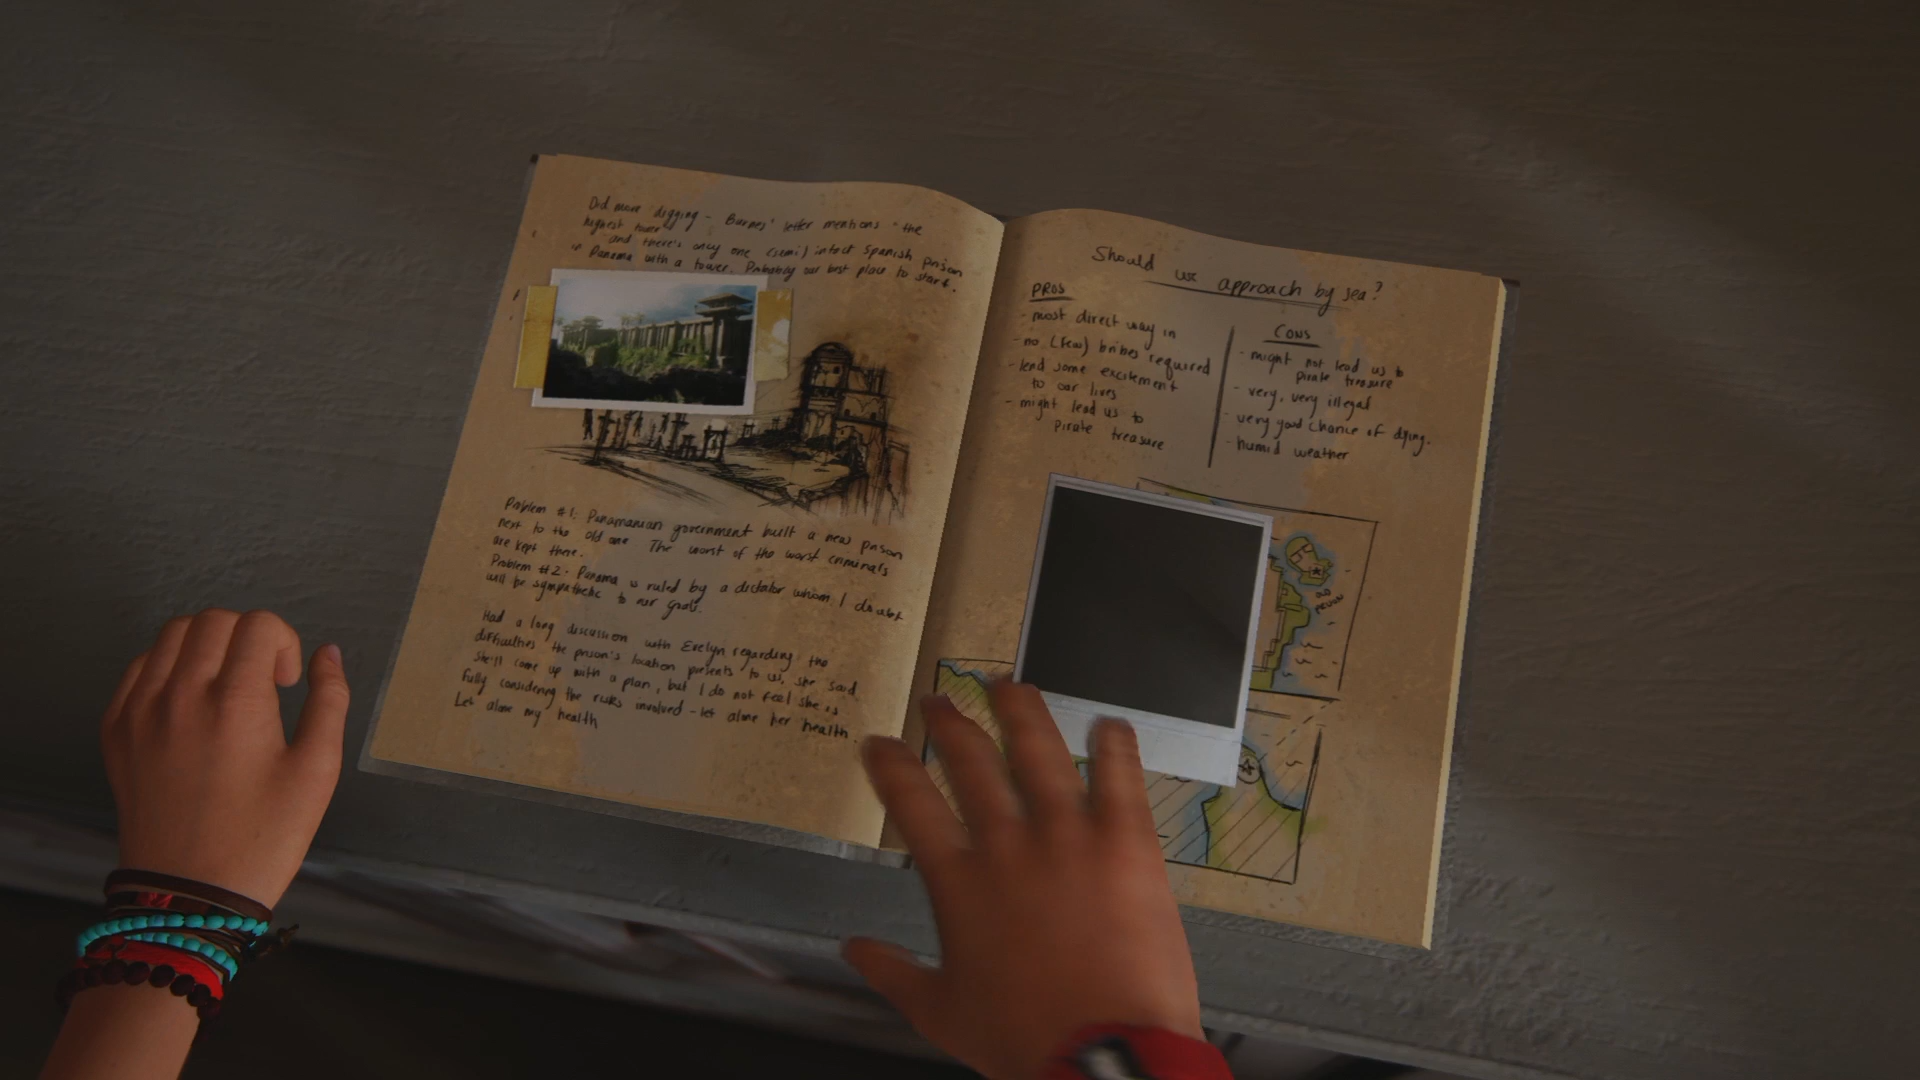 Did more digging - Burnes' letter mentions "the
highest tower"
and there's only one (semi) intact Spanish prison
in Panama with a tower. Probably our best place to start.
Problem #1: Panamanian government built a new prison
next to the old one. The worst of the worst criminals
are kept there.
Problem #2: Panama is ruled by a dictator whom I doubt
will be sympathetic to our goals.
Had a long discussion with Evelyn regarding the
difficulties the prison's location presents to us, she said
she'll come up with a plan, but I do not feel she is
fully considering the risks involved - let alone her health.
Let alone my health
Should we approach by sea?
PROS
- most direct way in
- no (few) bribes required
- lend some excitement
to our lives
- might lead us to
pirate treasure
CONS
- might not lead us to
pirate treasure
- very, very illegal
- very good chance of dying.
- humid weather
OLD
PRISON